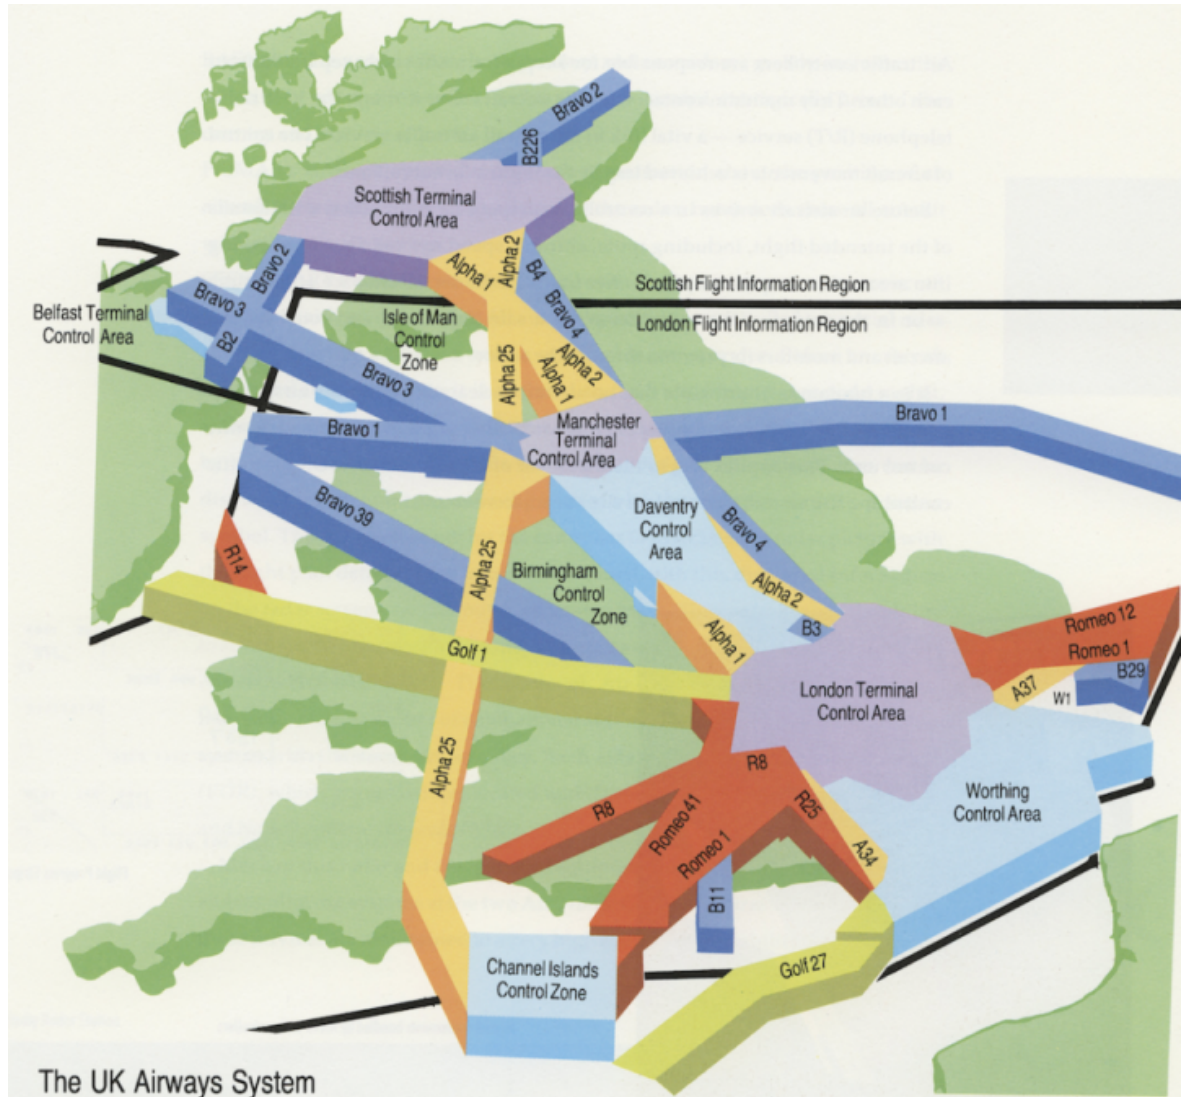 Bravo 2
B226
Scottish Terminal
Control Area
Bravo 2
Alpha 1
Alpha 2
B4
Scottish Flight Information Region
Bravo 3
Belfast Terminal
Control Area
B2
Isle of Man
Control
Zone
Bravo 4
London Flight Information Region
Alpha 25
Alpha 1
Alpha 2
Bravo 3
Bravo 1
Manchester
Terminal
Control Area
Bravo 1
Bravo 39
Daventry
Control
Area
Bravo 4
R14
Alpha 25
Birmingham
Control
Zone
Alpha 2
B3
Alpha 1
Golf 1
Romeo 12
Romeo 1
B29
A37
W1
London Terminal
Control Area
Alpha 25
R8
R8
Romeo 41
Romeo 1
R25
A34
Worthing
Control Area
B11
Channel Islands
Control Zone
Golf 27
The UK Airways System